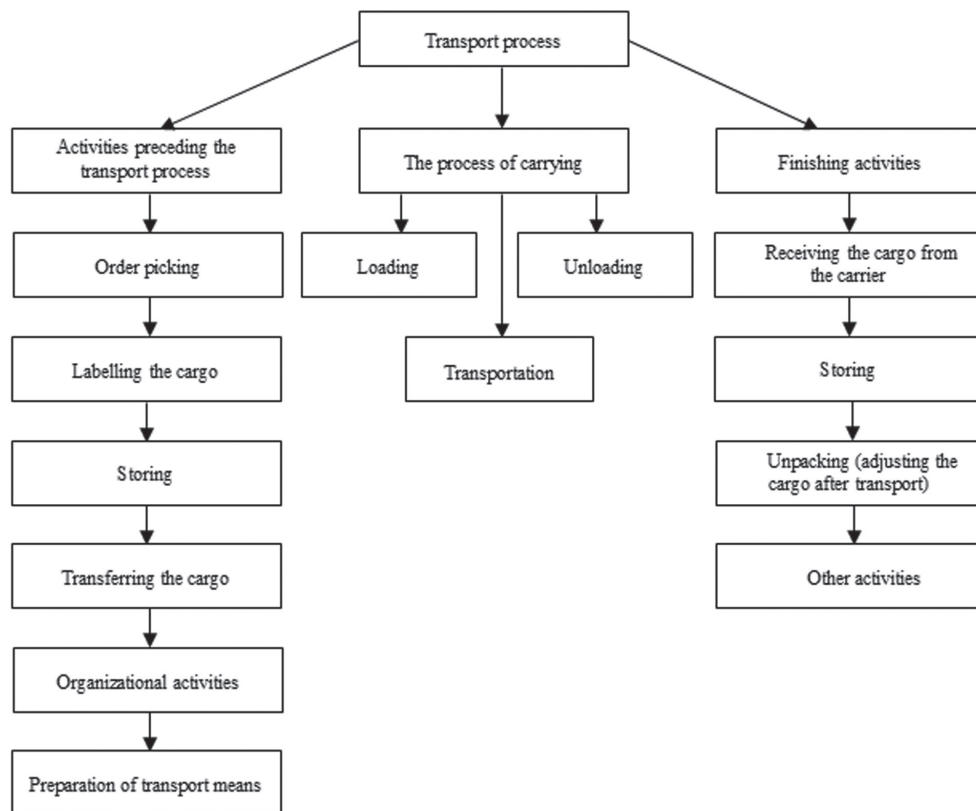 Transport process
Activities preceding the
transport process
The process of carrying
Finishing activities
Order picking
Loading
Unloading
Receiving the cargo from
the carrier
Labelling the cargo
Transportation
Storing
Storing
Unpacking (adjusting the
cargo after transport)
Transferring the cargo
Other activities
Organizational activities
Preparation of transport means